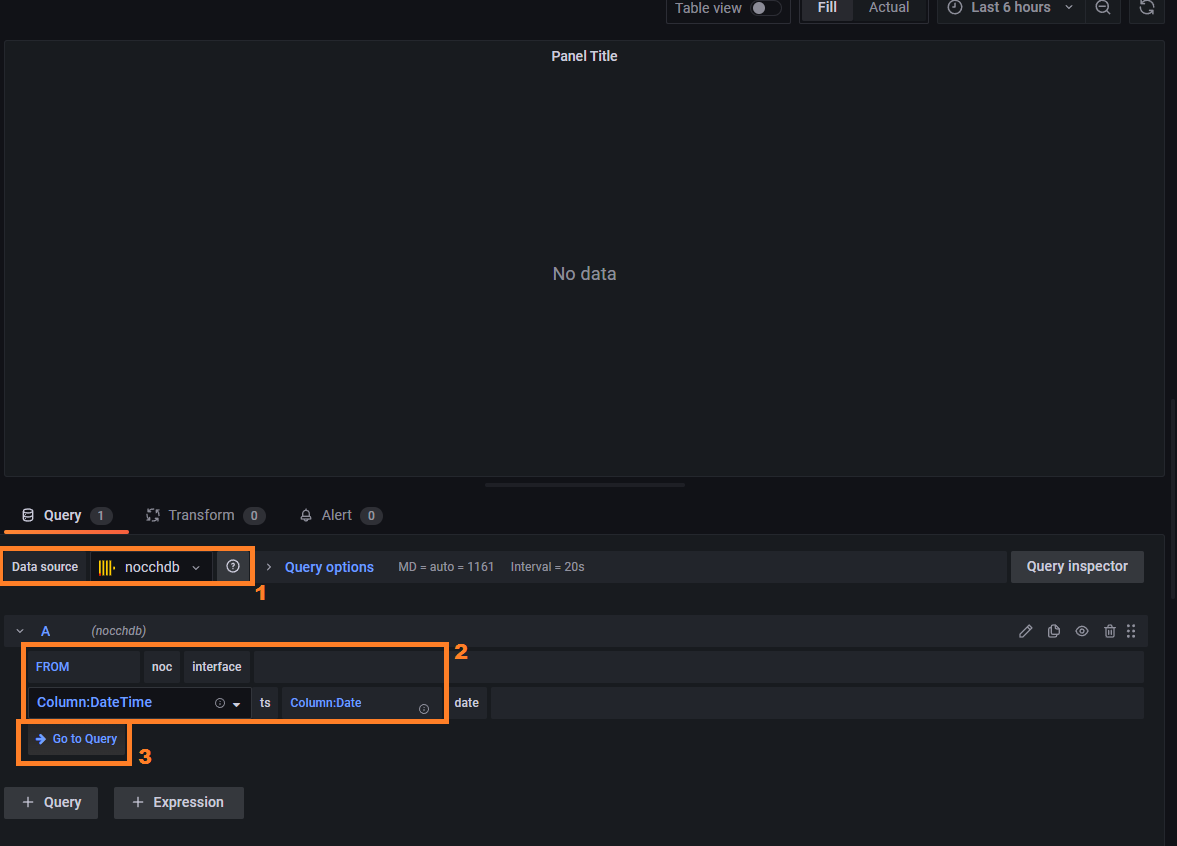 Table view Fill Actual Last 6 hours
Panel Title
No data
Query 1 Transform 0 Alert 0
Data source nocchdb ? Query options MD = auto = 1161 Interval = 20s Query inspector
1
A (nocchdb)
2
FROM noc interface
Column:DateTime ts Column:Date date
Go to Query
3
+ Query + Expression